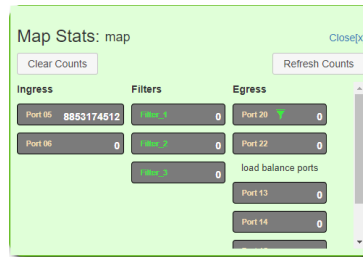 Map Stats: map
Close[x
Clear Counts
Refresh Counts
Ingress
Filters
Egress
Port 05 8853174512
Filter_1 0
Port 20 0
Port 06 0
Filter_2 0
Port 22 0
load balance ports
Filter_3 0
Port 13 0
Port 14 0